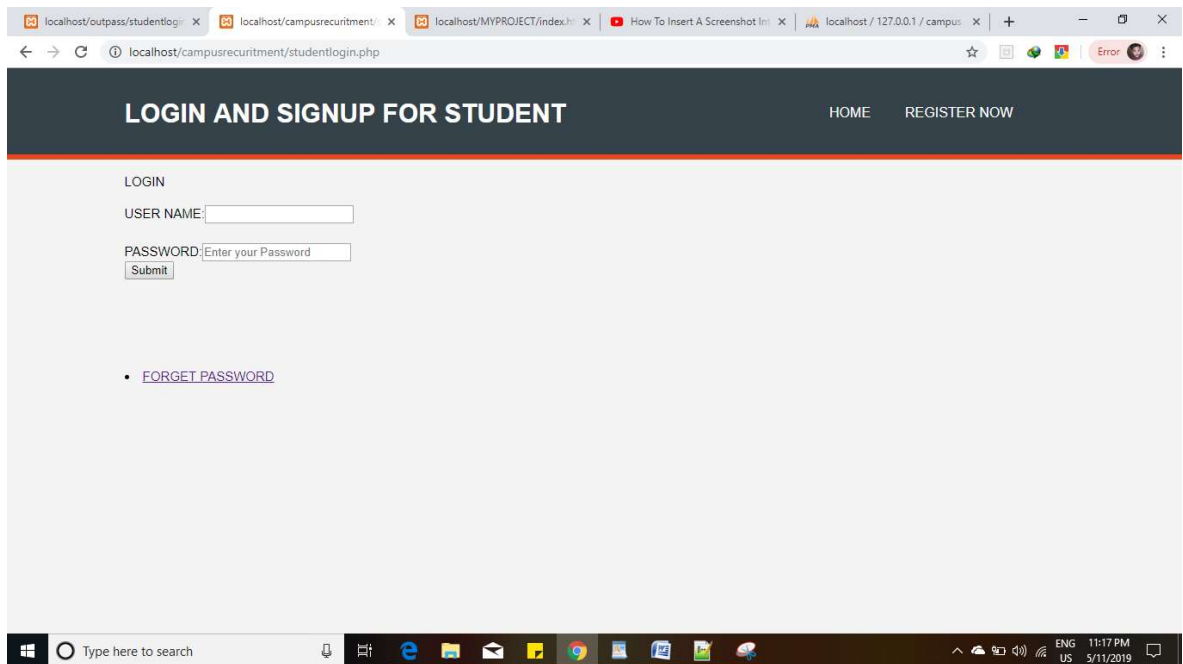 localhost/outpass/studentlogin
localhost/campusrecuritment/s
localhost/MYPROJECT/index.h
How To Insert A Screenshot Int
localhost / 127.0.0.1 / campus
localhost/campusrecuritment/studentlogin.php
Error
LOGIN AND SIGNUP FOR STUDENT
HOME
REGISTER NOW
LOGIN
USER NAME:
PASSWORD: Enter your Password
Submit
• FORGET PASSWORD
Type here to search
ENG
US
11:17 PM
5/11/2019